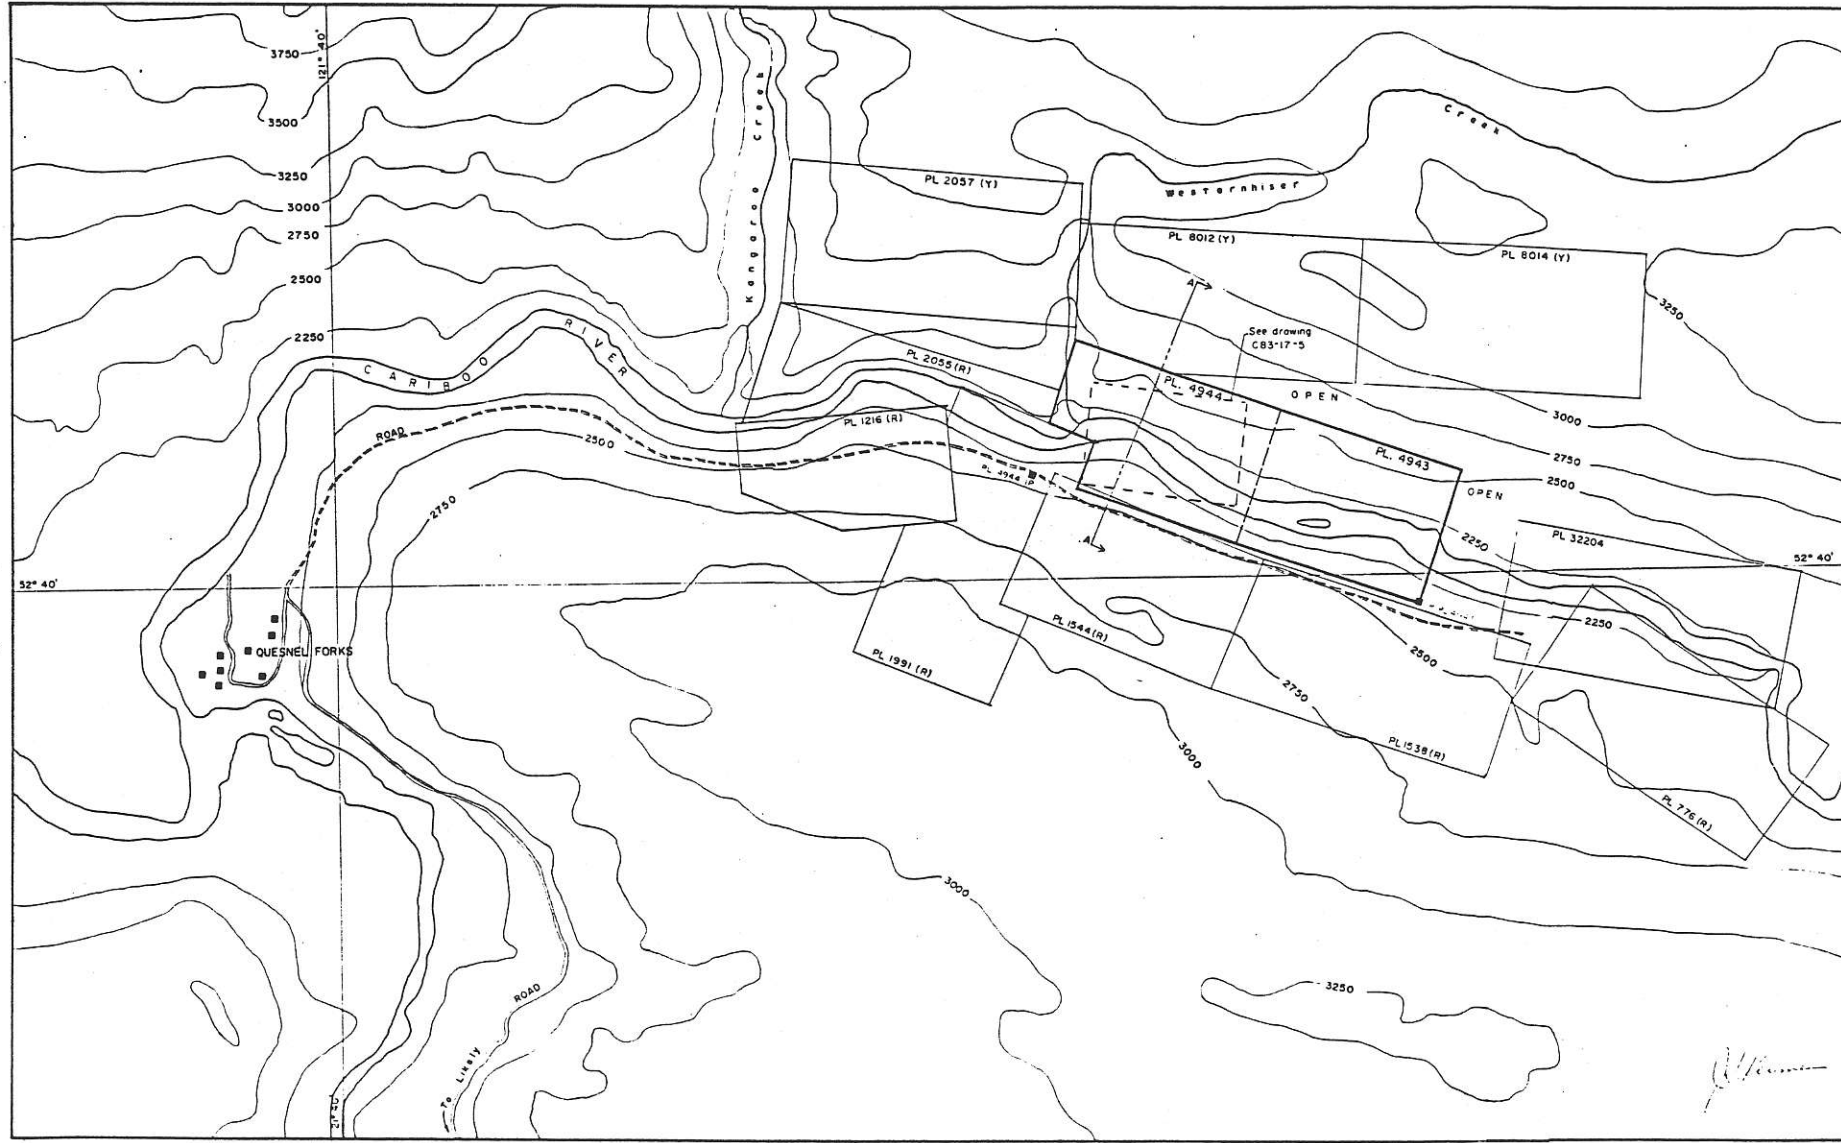 3750
121° 40'
3500
3250
3000
2750
2500
2250
Kangaroo Creek
Creek
Westernhiser
PL 2057 (Y)
PL 8012 (Y)
PL 8014 (Y)
3250
A
See drawing
C83-17-5
CARIBOO RIVER
PL 2055 (R)
PL. 4944
OPEN
3000
PL 1216 (R)
ROAD
2500
PL. 4943
2750
PL 4944 IP
2500
OPEN
2750
A
2250
PL 32204
52° 40'
52° 40'
2250
PL 1544 (R)
2500
QUESNEL FORKS
PL 1991 (R)
2750
3000
PL 1538 (R)
PL 776 (R)
3000
3250
ROAD
To Likely
21° 40'